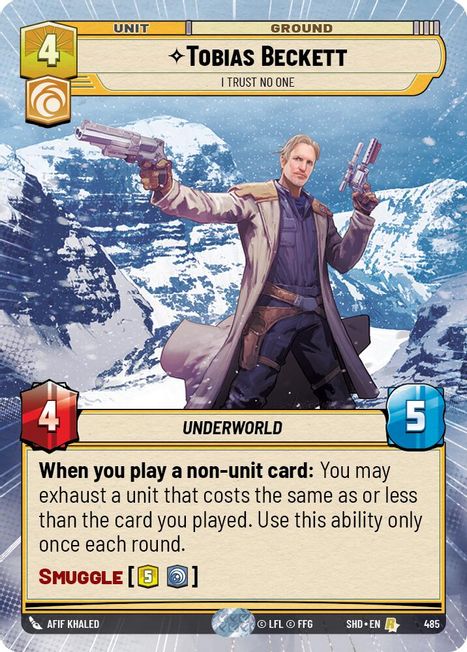 UNIT
GROUND
4
TOBIAS BECKETT
I TRUST NO ONE
4
5
UNDERWORLD
When you play a non-unit card: You may
exhaust a unit that costs the same as or less
than the card you played. Use this ability only
once each round.
SMUGGLE [5 ]
AFIF KHALED
© LFL © FFG
SHD•EN R
485